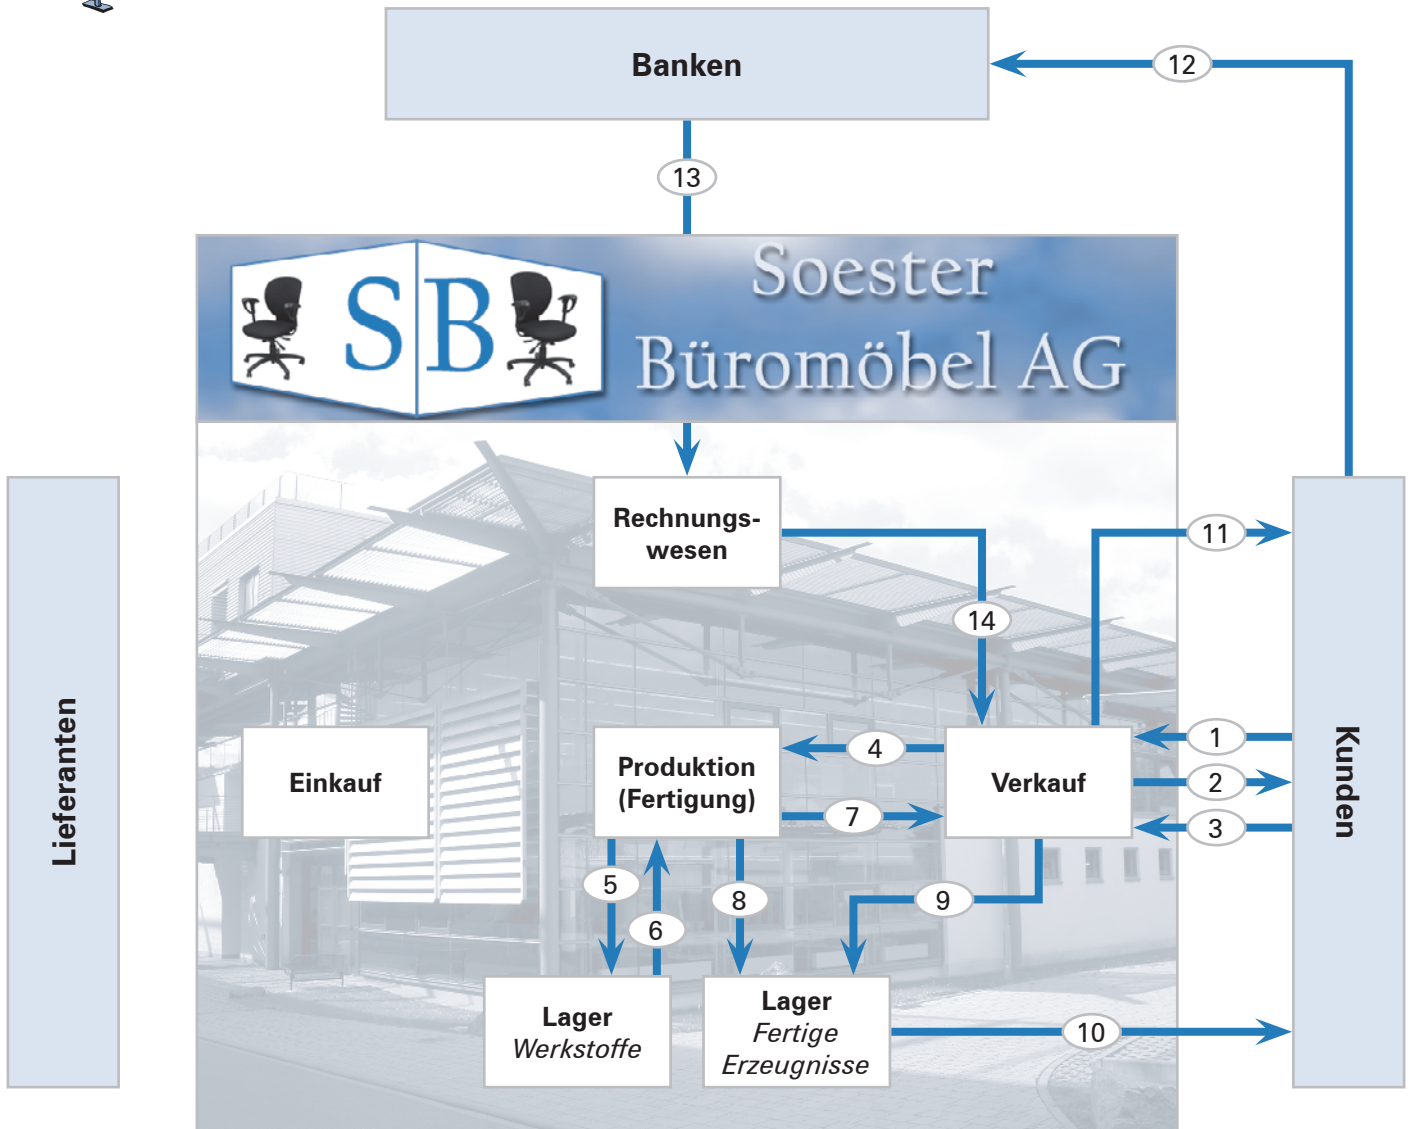 Banken
12
13
SB
Soester
Büromöbel AG
Rechnungs-
wesen
11
14
Lieferanten
Einkauf
Produktion
(Fertigung)
4
7
Verkauf
1
2
3
Kunden
5
6
8
9
Lager
Werkstoffe
Lager
Fertige
Erzeugnisse
10